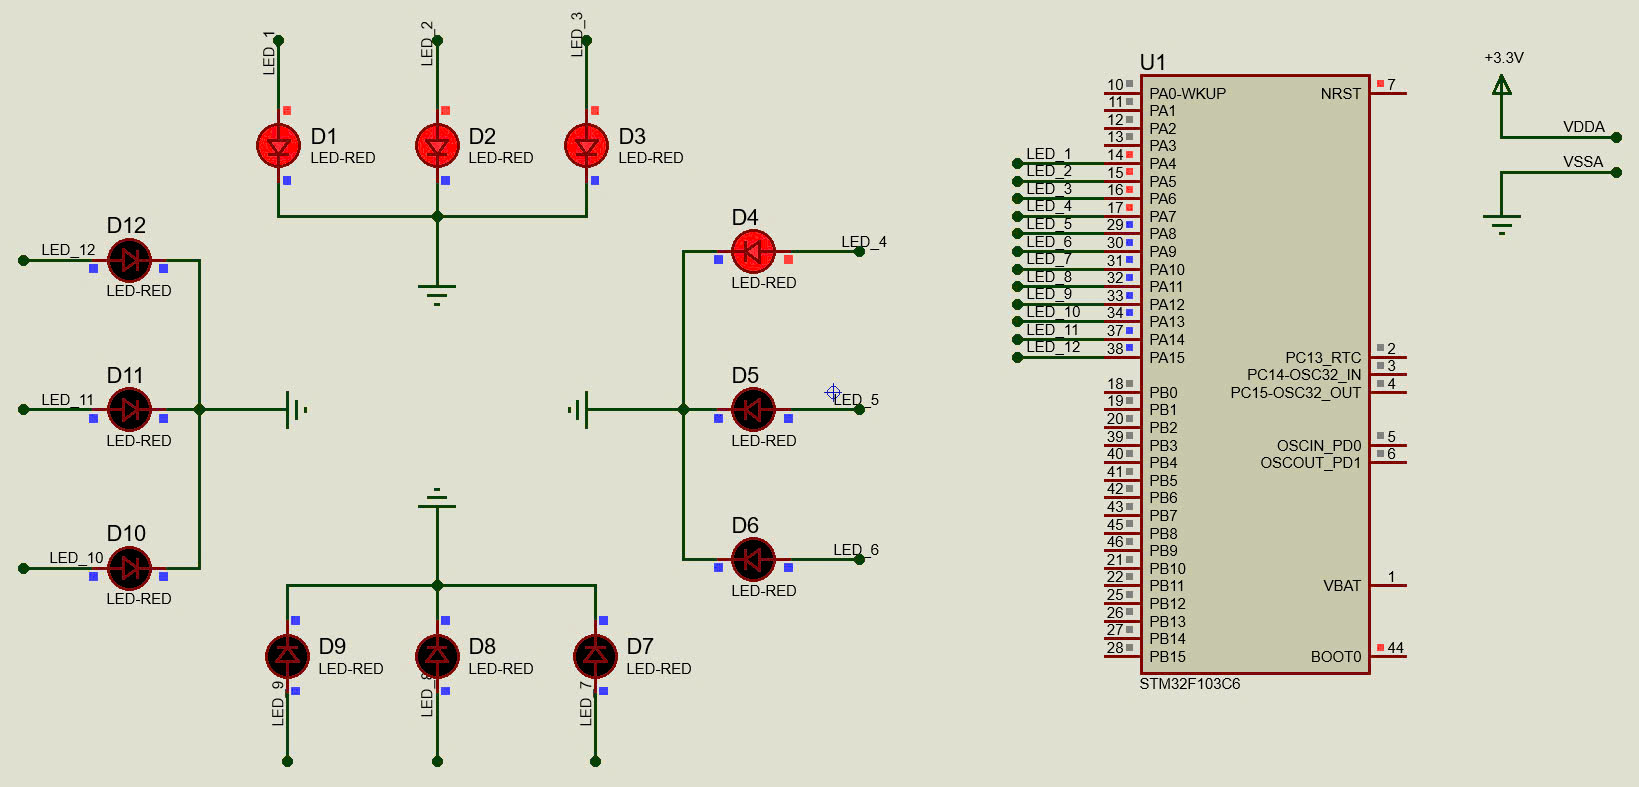 LED_1
LED_2
LED_3
D1
LED-RED
D2
LED-RED
D3
LED-RED
D12
LED_12
LED-RED
D11
LED_11
LED-RED
D10
LED_10
LED-RED
D4
LED_4
LED-RED
D5
LED_5
LED-RED
D6
LED_6
LED-RED
D9
LED-RED
D8
LED-RED
D7
LED-RED
LED_9
LED_8
LED_7
U1
10 PA0-WKUP
11 PA1
12 PA2
13 PA3
LED_1 14 PA4
LED_2 15 PA5
LED_3 16 PA6
LED_4 17 PA7
LED_5 29 PA8
LED_6 30 PA9
LED_7 31 PA10
LED_8 32 PA11
LED_9 33 PA12
LED_10 34 PA13
LED_11 37 PA14
LED_12 38 PA15
18 PB0
19 PB1
20 PB2
39 PB3
40 PB4
41 PB5
42 PB6
43 PB7
45 PB8
46 PB9
21 PB10
22 PB11
25 PB12
26 PB13
27 PB14
28 PB15
NRST 7
PC13_RTC 2
PC14-OSC32_IN 3
PC15-OSC32_OUT 4
OSCIN_PD0 5
OSCOUT_PD1 6
VBAT 1
BOOT0 44
STM32F103C6
+3.3V
VDDA
VSSA